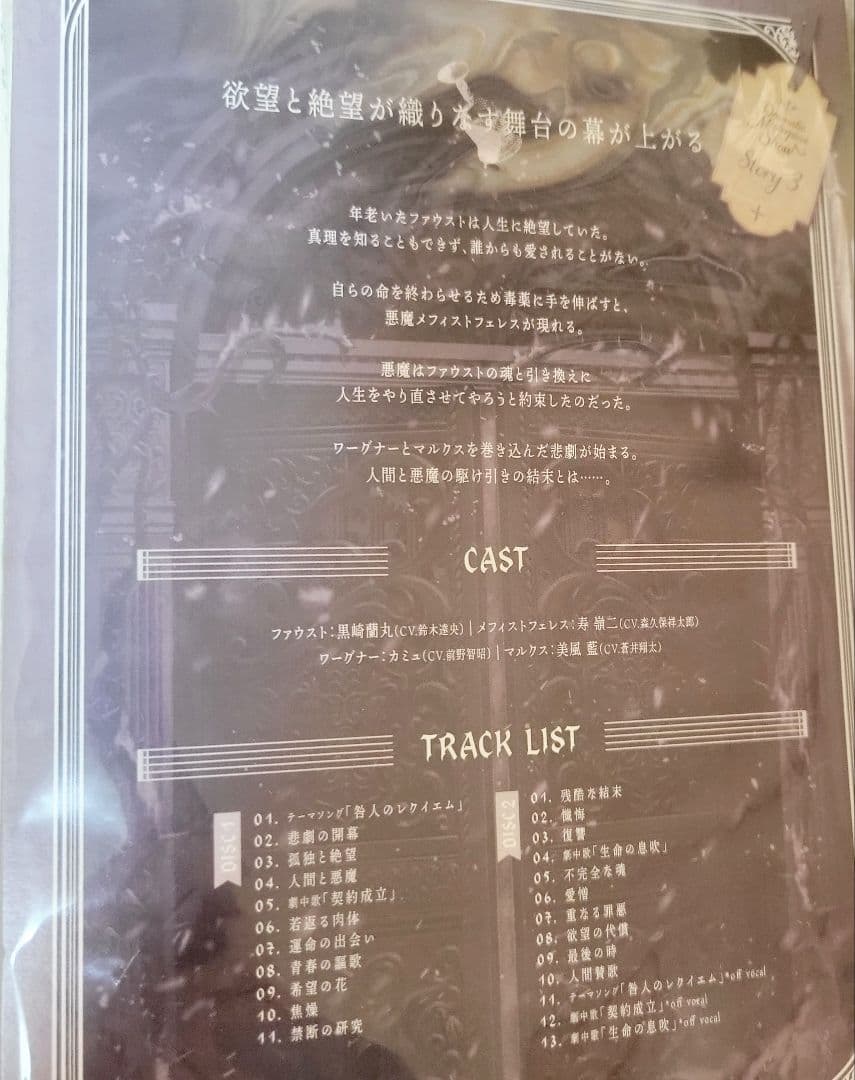 欲望と絶望が織りなす舞台の幕が上がる
Story 3
年老いたファウストは人生に絶望していた。
真理を知ることもできず、誰からも愛されることがない。
自らの命を終わらせるため毒薬に手を伸ばすと、
悪魔メフィストフェレスが現れる。
悪魔はファウストの魂と引き換えに
人生をやり直させてやろうと約束したのだった。
ワーグナーとマルクスを巻き込んだ悲劇が始まる。
人間と悪魔の駆け引きの結末とは……。
CAST
ファウスト：黒崎蘭丸(CV.鈴木達央)｜メフィストフェレス：寿 嶺二(CV.森久保祥太郎)
ワーグナー：カミュ(CV.前野智昭)｜マルクス：美風 藍(CV.蒼井翔太)
TRACK LIST
DISC 1
01. テーマソング「咎人のレクイエム」
02. 悲劇の開幕
03. 孤独と絶望
04. 人間と悪魔
05. 劇中歌「契約成立」
06. 若返る肉体
07. 運命の出会い
08. 青春の謳歌
09. 希望の花
10. 焦燥
11. 禁断の研究
DISC 2
01. 残酷な結末
02. 懺悔
03. 復讐
04. 劇中歌「生命の息吹」
05. 不完全な魂
06. 愛憎
07. 重なる罪悪
08. 欲望の代償
09. 最後の時
10. 人間賛歌
11. テーマソング「咎人のレクイエム」*off vocal
12. 劇中歌「契約成立」*off vocal
13. 劇中歌「生命の息吹」*off vocal